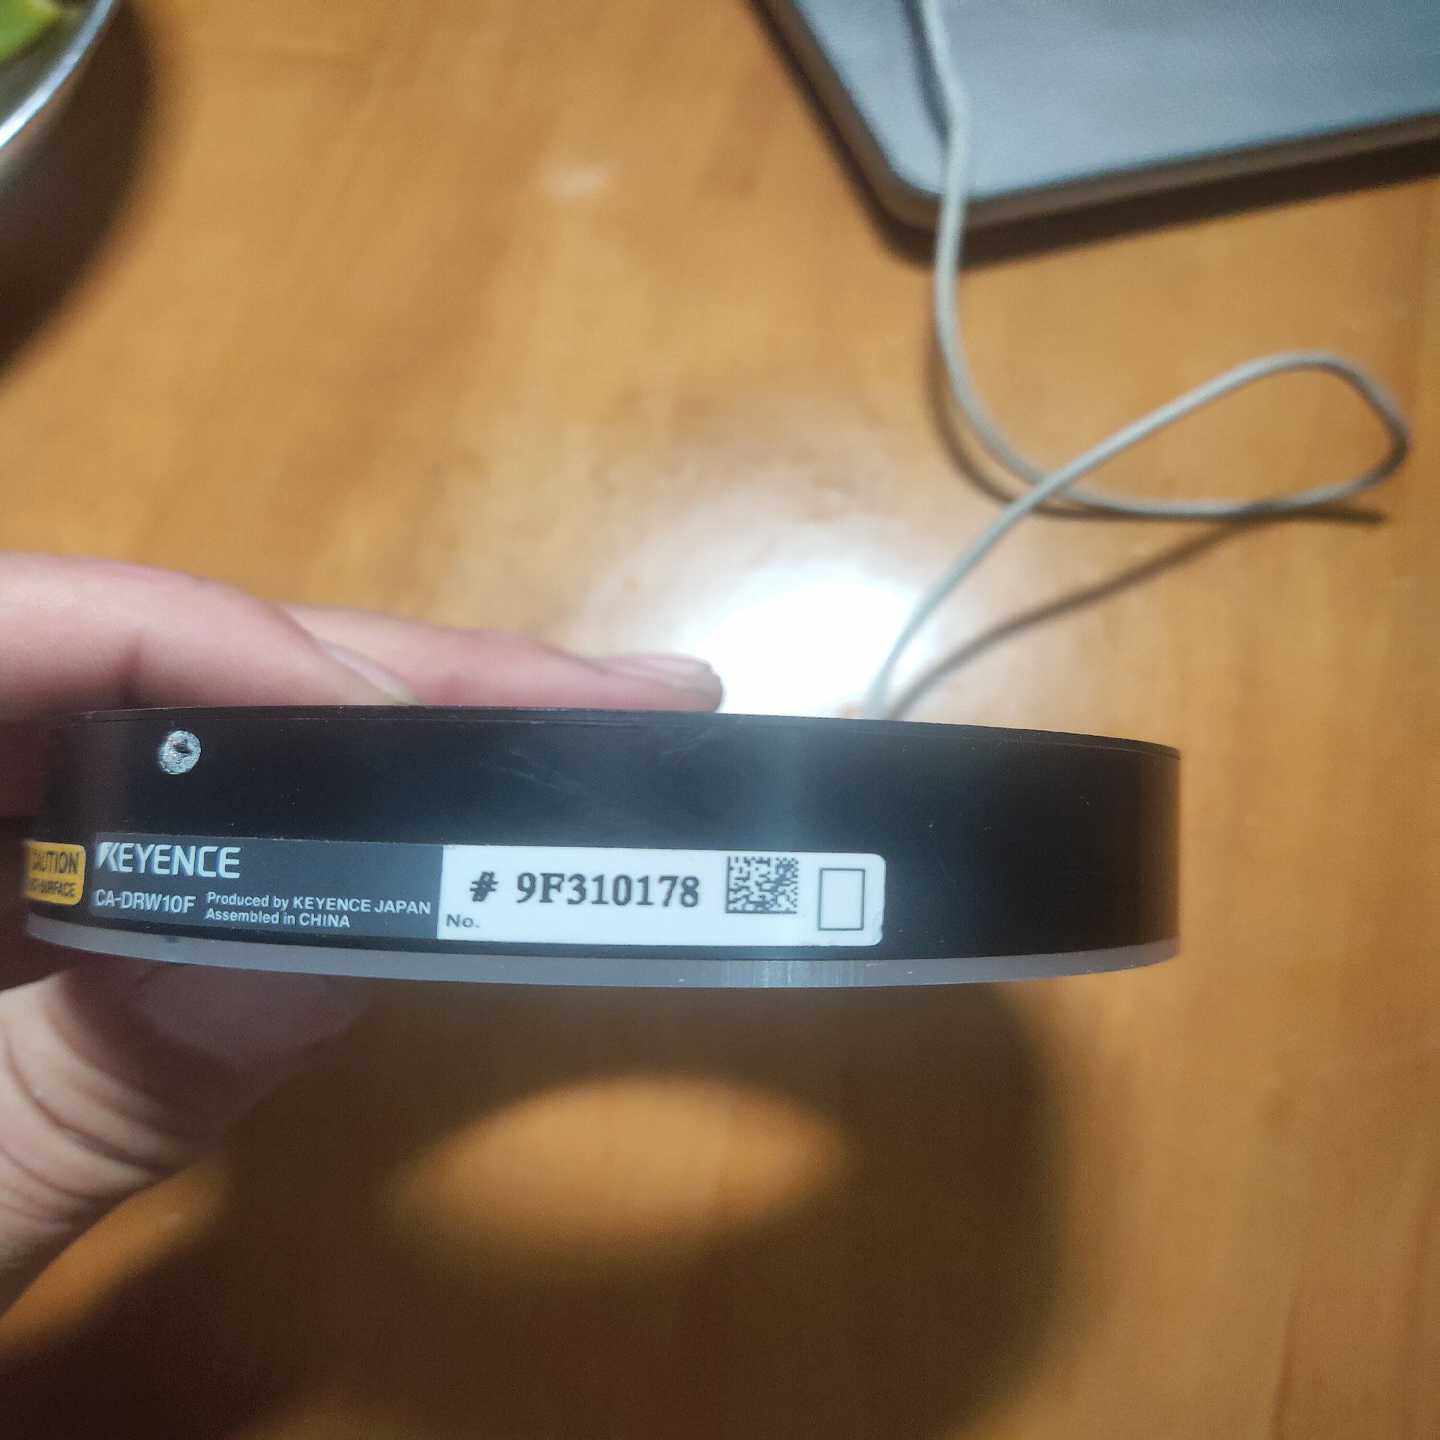 CAUTION
KEYENCE
CA-DRW10F
Produced by KEYENCE JAPAN
Assembled in CHINA
No.
# 9F310178